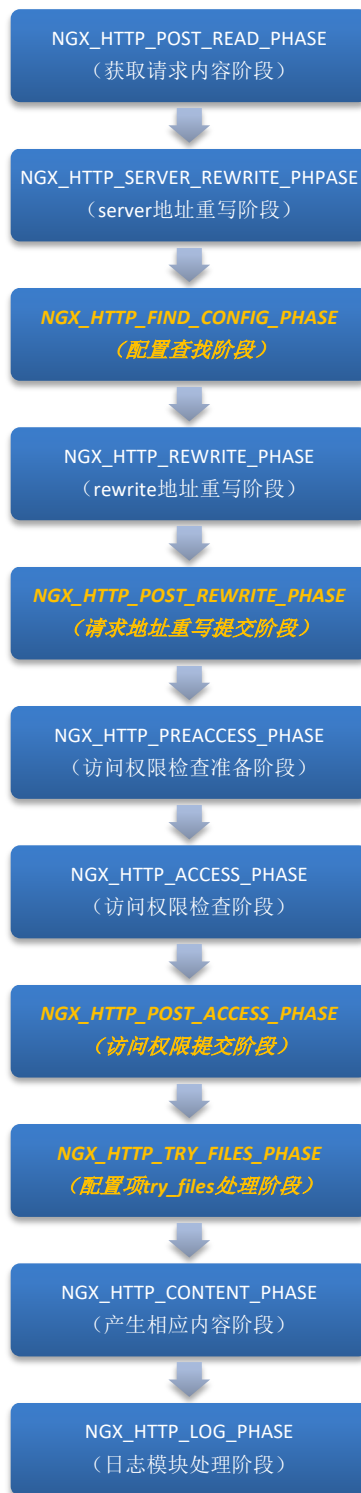 NGX_HTTP_POST_READ_PHASE
（获取请求内容阶段）
NGX_HTTP_SERVER_REWRITE_PHPASE
（server地址重写阶段）
NGX_HTTP_FIND_CONFIG_PHASE
（配置查找阶段）
NGX_HTTP_REWRITE_PHASE
（rewrite地址重写阶段）
NGX_HTTP_POST_REWRITE_PHASE
（请求地址重写提交阶段）
NGX_HTTP_PREACCESS_PHASE
（访问权限检查准备阶段）
NGX_HTTP_ACCESS_PHASE
（访问权限检查阶段）
NGX_HTTP_POST_ACCESS_PHASE
（访问权限提交阶段）
NGX_HTTP_TRY_FILES_PHASE
（配置项try_files处理阶段）
NGX_HTTP_CONTENT_PHASE
（产生相应内容阶段）
NGX_HTTP_LOG_PHASE
（日志模块处理阶段）